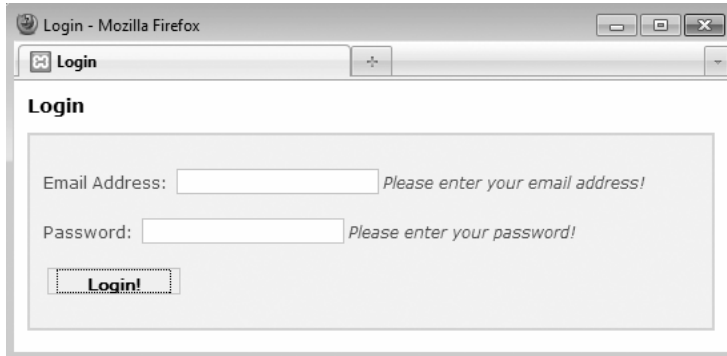 Login - Mozilla Firefox
Login
Login
Email Address: Please enter your email address!
Password: Please enter your password!
Login!